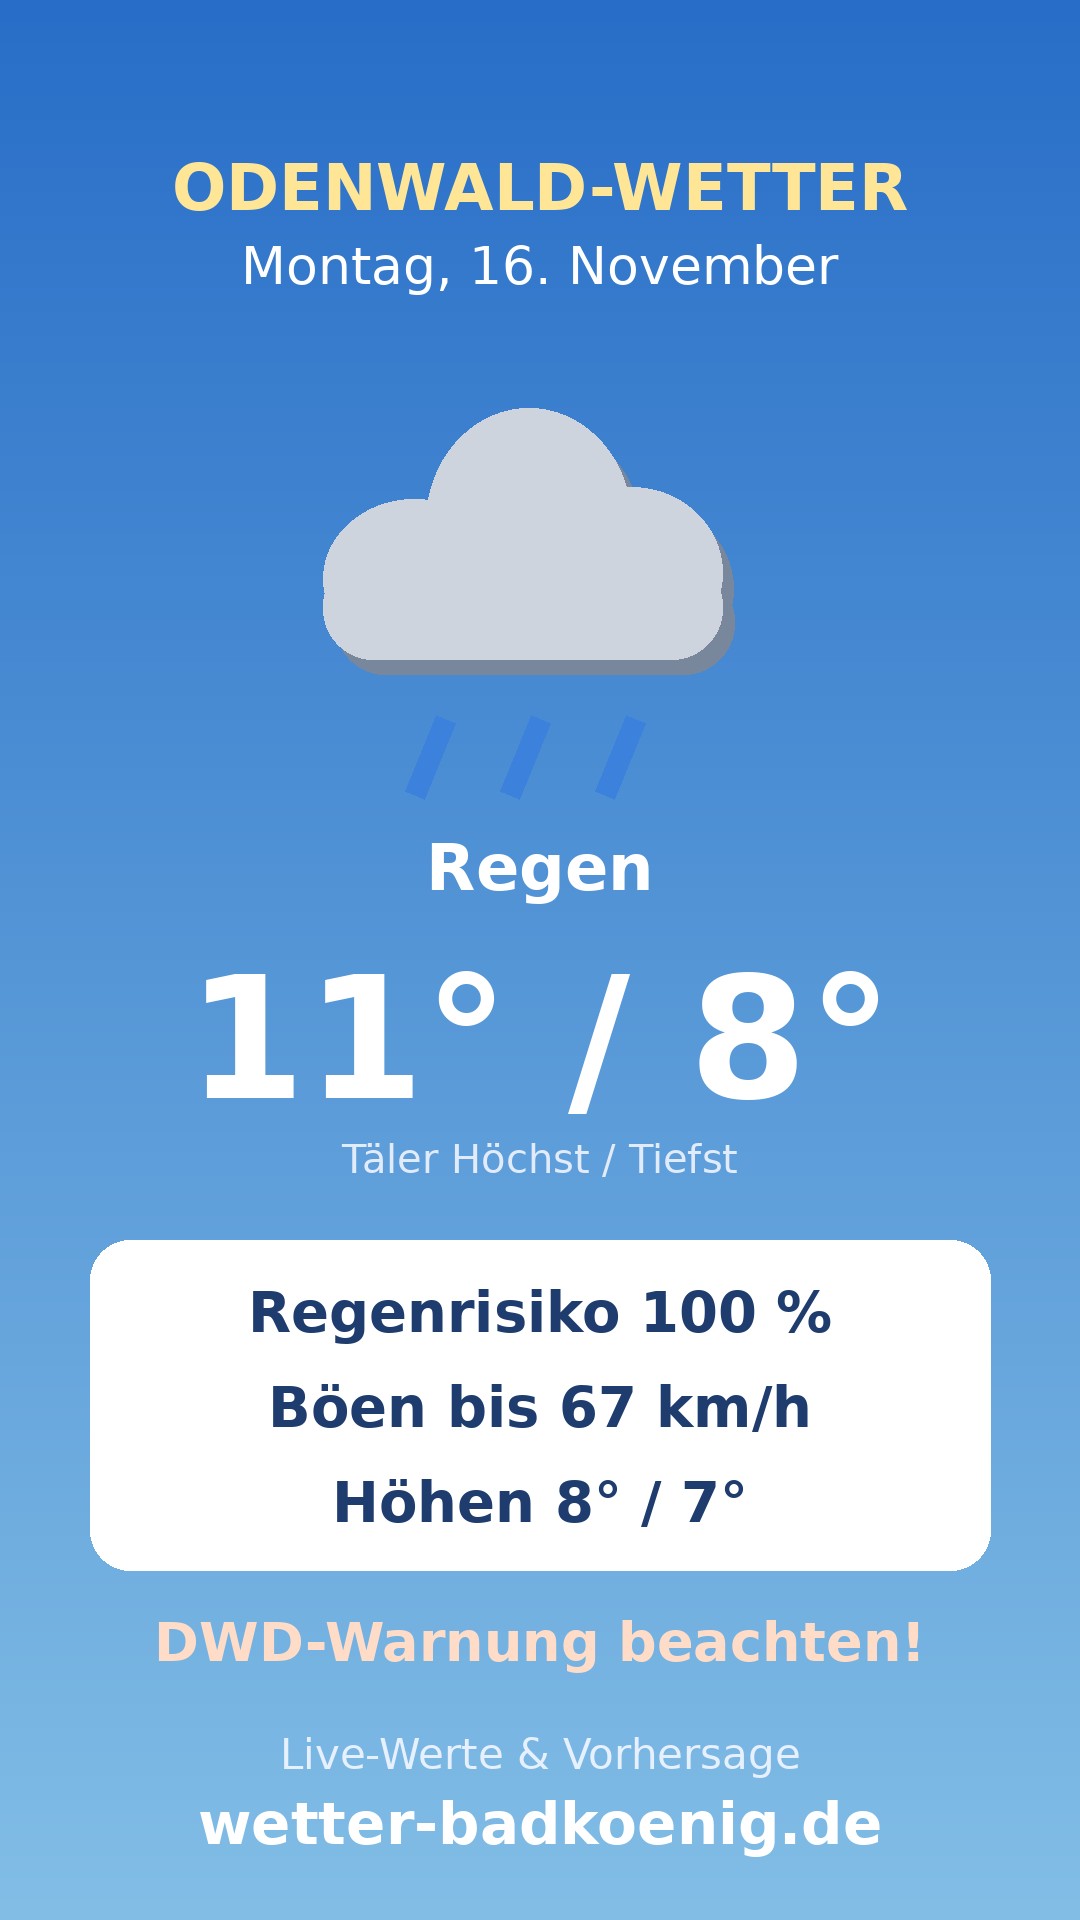 ODENWALD-WETTER
Montag, 16. November
Regen
11° / 8°
Täler Höchst / Tiefst
Regenrisiko 100 %
Böen bis 67 km/h
Höhen 8° / 7°
DWD-Warnung beachten!
Live-Werte & Vorhersage
wetter-badkoenig.de